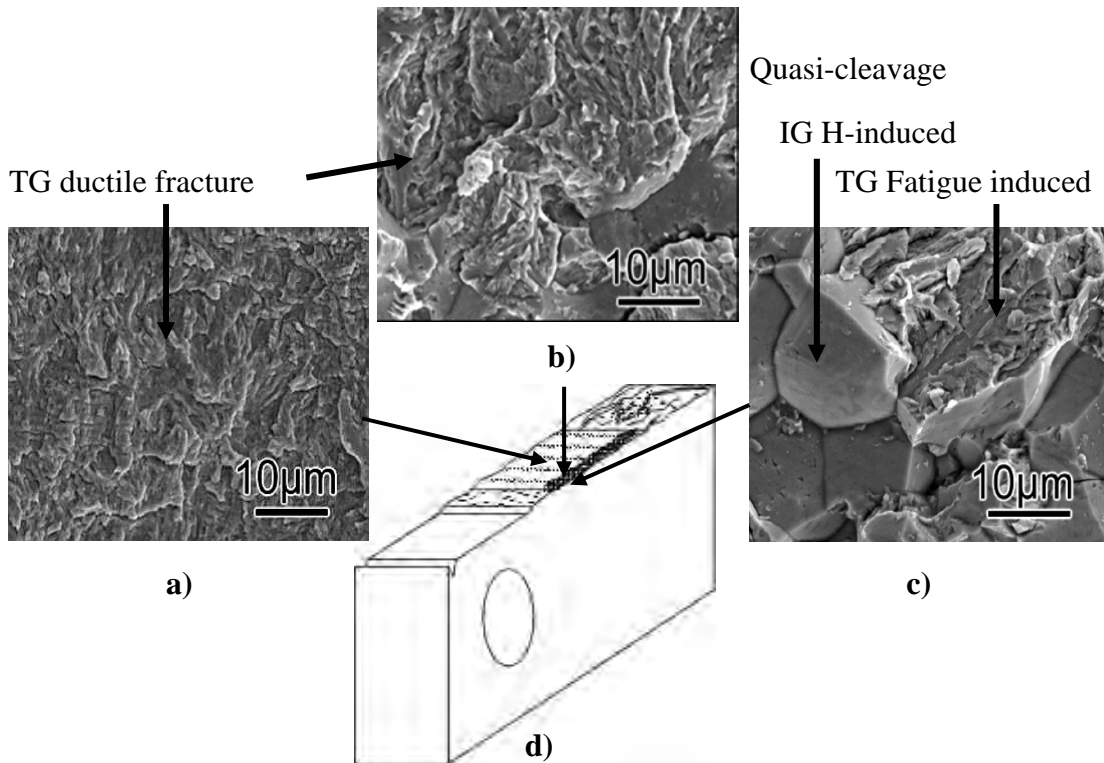 Quasi-cleavage
IG H-induced
TG ductile fracture
TG Fatigue induced
10µm
10µm
10µm
b)
a)
c)
d)